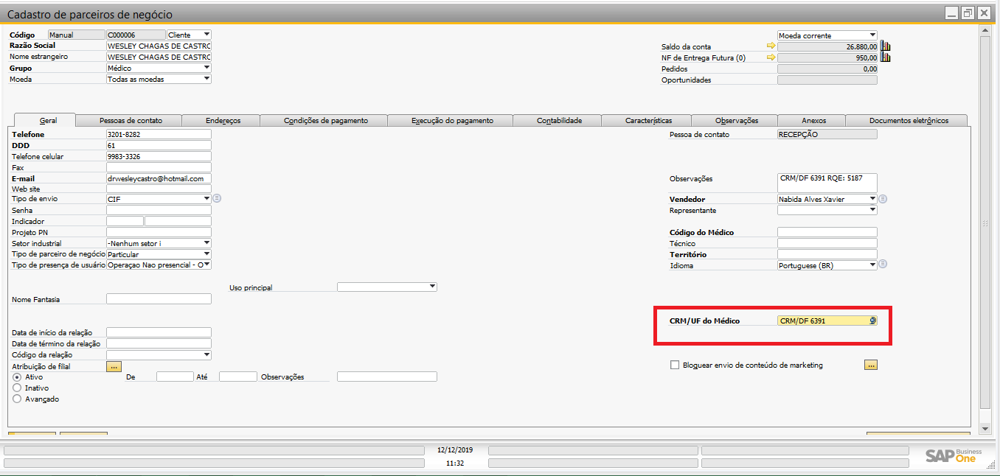 Cadastro de parceiros de negócio
Código Manual C000006 Cliente
Razão Social WESLEY CHAGAS DE CASTRO
Nome estrangeiro WESLEY CHAGAS DE CASTRO
Grupo Médico
Moeda Todas as moedas
Moeda corrente
Saldo da conta 26.880,00
NF de Entrega Futura (0) 950,00
Pedidos 0,00
Oportunidades
Geral Pessoas de contato Endereços Condições de pagamento Execução do pagamento Contabilidade Características Observações Anexos Documentos eletrônicos
Telefone 3201-8282
DDD 61
Telefone celular 9983-3326
Fax
E-mail drwesleycastro@hotmail.com
Web site
Tipo de envio CIF
Senha
Indicador
Projeto PN
Setor industrial -Nenhum setor i
Tipo de parceiro de negócio Particular
Tipo de presença de usuário Operaçao Nao presencial - O
Uso principal
Nome Fantasia
Data de início da relação
Data de término da relação
Código da relação
Atribuição de filial ...
Ativo De Até Observações
Inativo
Avançado
Pessoa de contato RECEPÇÃO
Observações CRM/DF 6391 RQE: 5187
Vendedor Nabida Alves Xavier
Representante
Código do Médico
Técnico
Território
Idioma Portuguese (BR)
CRM/UF do Médico CRM/DF 6391
Bloquear envio de conteúdo de marketing ...
12/12/2019
11:32
SAP Business One